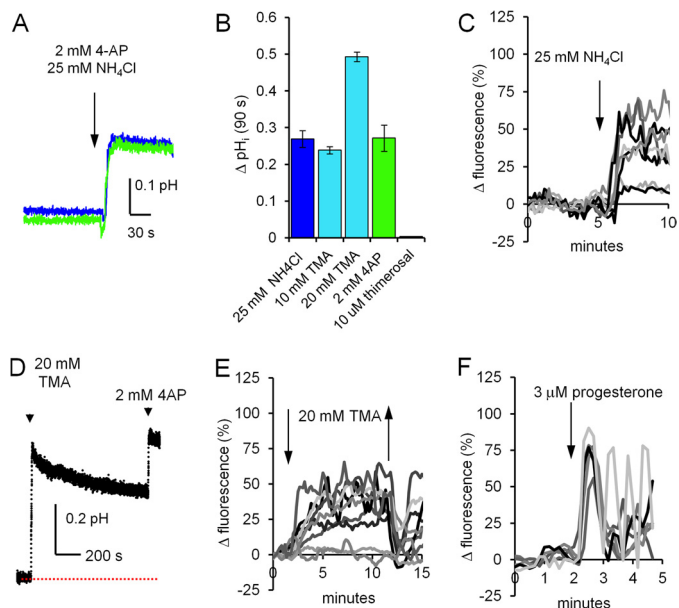 A
2 mM 4-AP
25 mM NH4Cl
0.1 pH
30 s
B
Δ pHi (90 s)
0.6
0.5
0.4
0.3
0.2
0.1
0
25 mM NH4Cl
10 mM TMA
20 mM TMA
2 mM 4AP
10 uM thimerosal
C
Δ fluorescence (%)
125
100
75
50
25
0
-25
25 mM NH4Cl
0
5
10
minutes
D
20 mM
TMA
2 mM 4AP
0.2 pH
200 s
E
Δ fluorescence (%)
125
100
75
50
25
0
-25
20 mM TMA
0
5
10
15
minutes
F
Δ fluorescence (%)
125
100
75
50
25
0
-25
3 μM progesterone
0
1
2
3
4
5
minutes